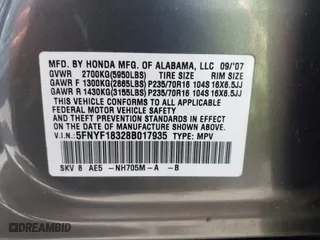 MFD. BY HONDA MFG. OF ALABAMA, LLC 09/'07
GVWR 2700KG(5950LBS) TIRE SIZE RIM SIZE
GAWR F 1300KG(2865LBS) P235/70R16 104S 16X6.5JJ
GAWR R 1430KG(3155LBS) P235/70R16 104S 16X6.5JJ
THIS VEHICLE CONFORMS TO ALL APPLICABLE
FEDERAL MOTOR VEHICLE SAFETY STANDARDS IN
EFFECT ON THE DATE OF MANUFACTURE SHOWN
ABOVE.
V.I.N.: 5FNYF18328B017935 TYPE: MPV
SKV 8 AE5 -NH705M-A -B
DREAMBID